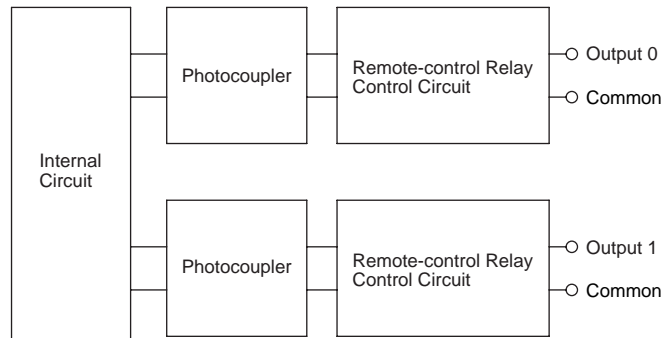 Internal
Circuit
Photocoupler
Remote-control Relay
Control Circuit
Output 0
Common
Photocoupler
Remote-control Relay
Control Circuit
Output 1
Common